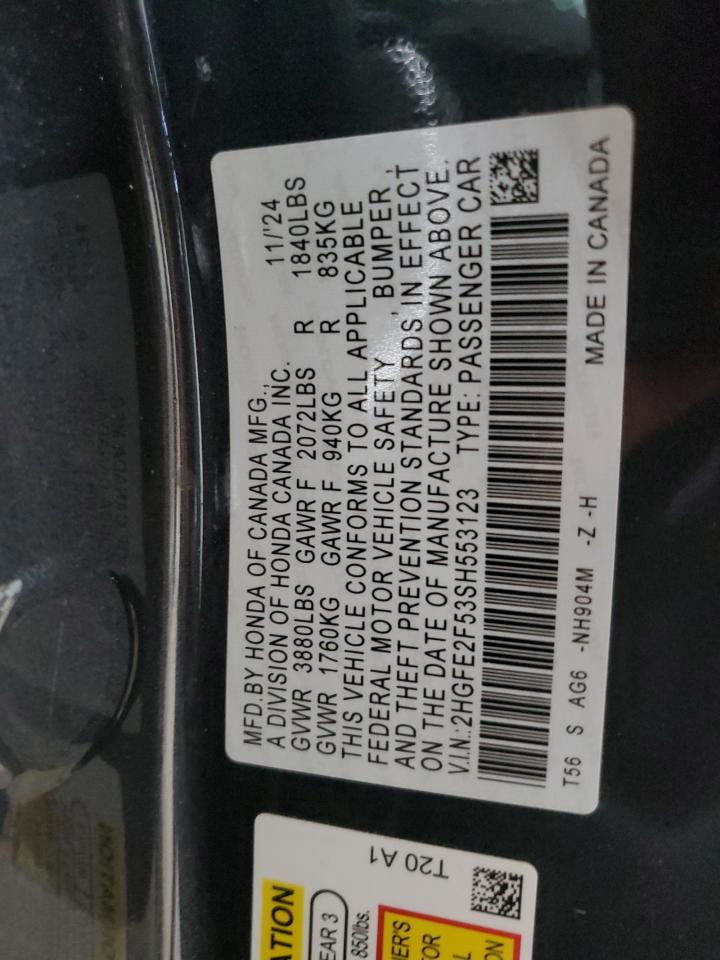 MFD.BY HONDA OF CANADA MFG.,
A DIVISION OF HONDA CANADA INC. 11/'24
GVWR 3880LBS GAWR F 2072LBS R 1840LBS
GVWR 1760KG GAWR F 940KG R 835KG
THIS VEHICLE CONFORMS TO ALL APPLICABLE
FEDERAL MOTOR VEHICLE SAFETY, BUMPER,
AND THEFT PREVENTION STANDARDS, IN EFFECT
ON THE DATE OF MANUFACTURE SHOWN ABOVE.
V.I.N.:2HGFE2F53SH553123 TYPE: PASSENGER CAR
T56 S AG6 -NH904M -Z -H MADE IN CANADA
T20 A1
EAR 3
850lbs.